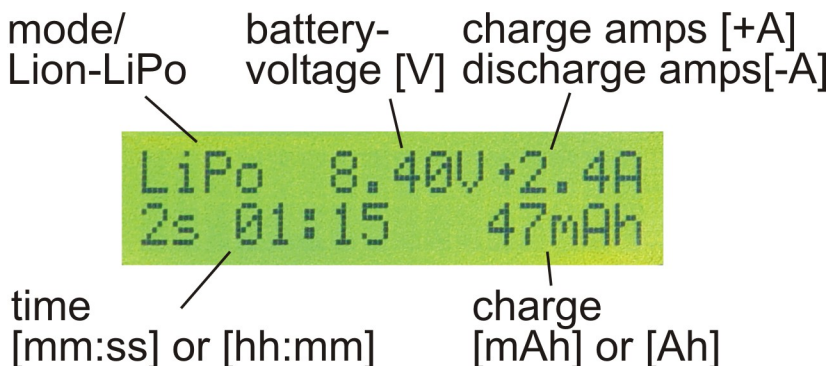 mode/
Lion-LiPo
battery-
voltage [V]
charge amps [+A]
discharge amps[-A]
LiPo 8.40V+2.4A
2s 01:15 47mAh
time
[mm:ss] or [hh:mm]
charge
[mAh] or [Ah]